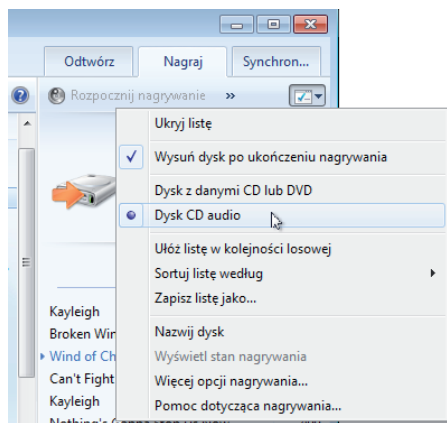 Odtwórz Nagraj Synchron...
Rozpocznij nagrywanie »
Ukryj listę
Wysuń dysk po ukończeniu nagrywania
Dysk z danymi CD lub DVD
Dysk CD audio
Ułóż listę w kolejności losowej
Sortuj listę według
Zapisz listę jako...
Kayleigh
Nazwij dysk
Broken Win
Wyświetl stan nagrywania
Wind of Ch
Więcej opcji nagrywania...
Can't Fight
Kayleigh
Pomoc dotycząca nagrywania...